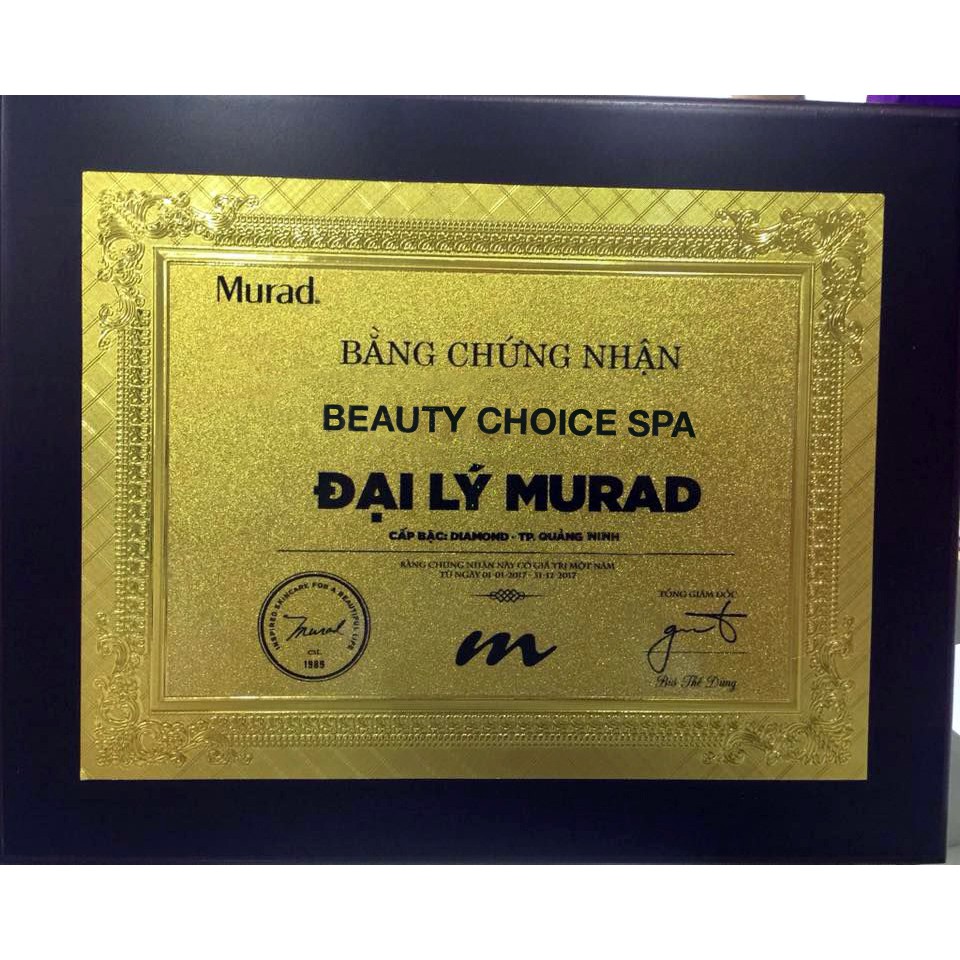 Murad.
BẰNG CHỨNG NHẬN
BEAUTY CHOICE SPA
ĐẠI LÝ MURAD
CẤP BẬC: DIAMOND - TP. QUẢNG NINH
BẰNG CHỨNG NHẬN NÀY CÓ GIÁ TRỊ MỘT NĂM
TỪ NGÀY 01-01-2017 - 31-12-2017
INSPIRED SKINCARE FOR A BEAUTIFUL LIFE
Murad
EST.
1989
m
TỔNG GIÁM ĐỐC
Thế Dũng